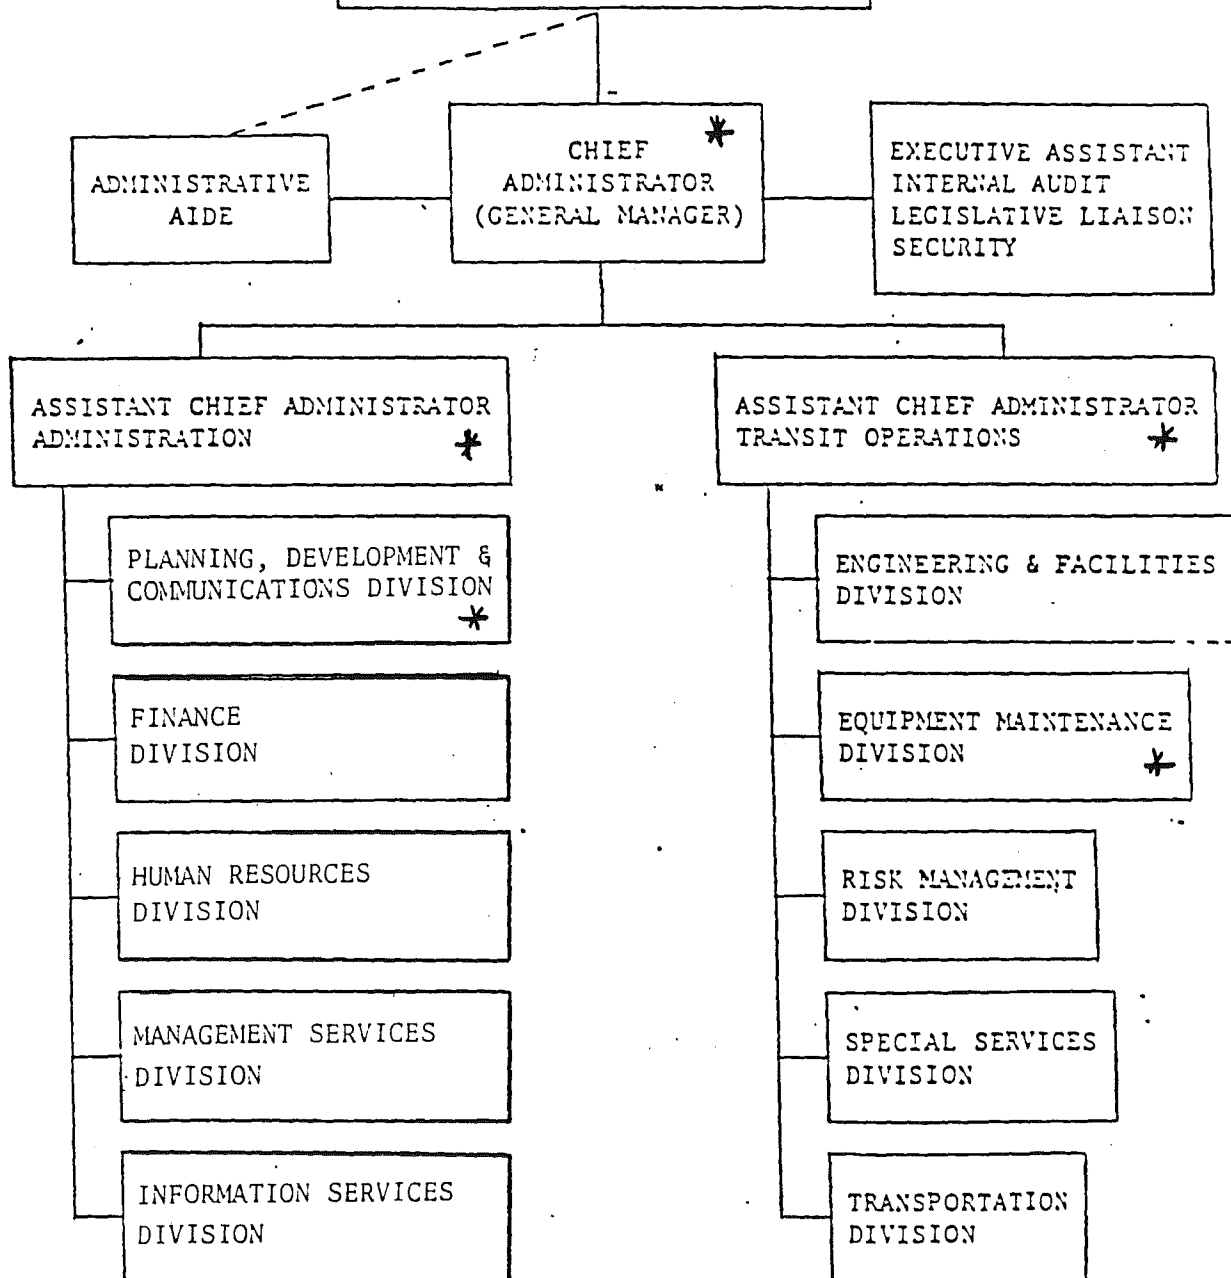 ADMINISTRATIVE
AIDE
CHIEF
ADMINISTRATOR
(GENERAL MANAGER)
EXECUTIVE ASSISTANT
INTERNAL AUDIT
LEGISLATIVE LIAISON
SECURITY
ASSISTANT CHIEF ADMINISTRATOR
ADMINISTRATION
ASSISTANT CHIEF ADMINISTRATOR
TRANSIT OPERATIONS
PLANNING, DEVELOPMENT &
COMMUNICATIONS DIVISION
FINANCE
DIVISION
HUMAN RESOURCES
DIVISION
MANAGEMENT SERVICES
DIVISION
INFORMATION SERVICES
DIVISION
ENGINEERING & FACILITIES
DIVISION
EQUIPMENT MAINTENANCE
DIVISION
RISK MANAGEMENT
DIVISION
SPECIAL SERVICES
DIVISION
TRANSPORTATION
DIVISION